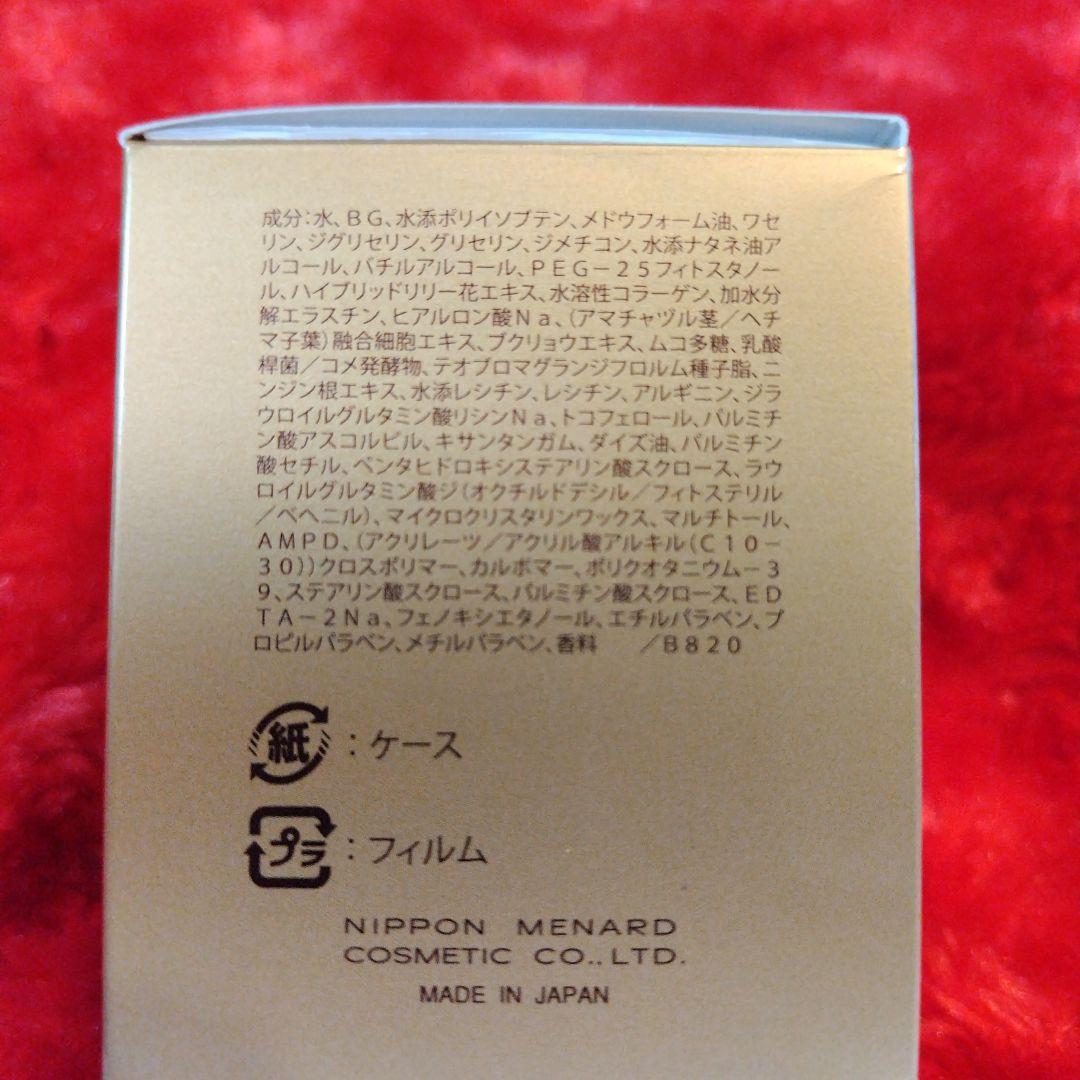 成分:水、BG、水添ポリイソブテン、メドウフォーム油、ワセ
リン、ジグリセリン、グリセリン、ジメチコン、水添ナタネ油ア
ルコール、バチルアルコール、PEG-25フィトスタノー
ル、ハイブリッドリリー花エキス、水溶性コラーゲン、加水分
解エラスチン、ヒアルロン酸Na、(アマチャヅル茎/ヘチ
マ子葉)融合細胞エキス、ブクリョウエキス、ムコ多糖、乳酸
桿菌/コメ発酵物、テオブロマグランジフロルム種子脂、ニ
ンジン根エキス、水添レシチン、レシチン、アルギニン、ジラ
ウロイルグルタミン酸リシンNa、トコフェロール、パルミチ
ン酸アスコルビル、キサンタンガム、ダイズ油、パルミチン
酸セチル、ペンタヒドロキシステアリン酸スクロース、ラウ
ロイルグルタミン酸ジ(オクチルドデシル/フィトステリル
/ベヘニル)、マイクロクリスタリンワックス、マルチトール、
AMPD、(アクリレーツ/アクリル酸アルキル(C10-
30))クロスポリマー、カルボマー、ポリクオタニウム-3
9、ステアリン酸スクロース、パルミチン酸スクロース、ED
TA-2Na、フェノキシエタノール、エチルパラベン、プ
ロピルパラベン、メチルパラベン、香料 /B820
紙:ケース
プラ:フィルム
NIPPON MENARD
COSMETIC CO.,LTD.
MADE IN JAPAN